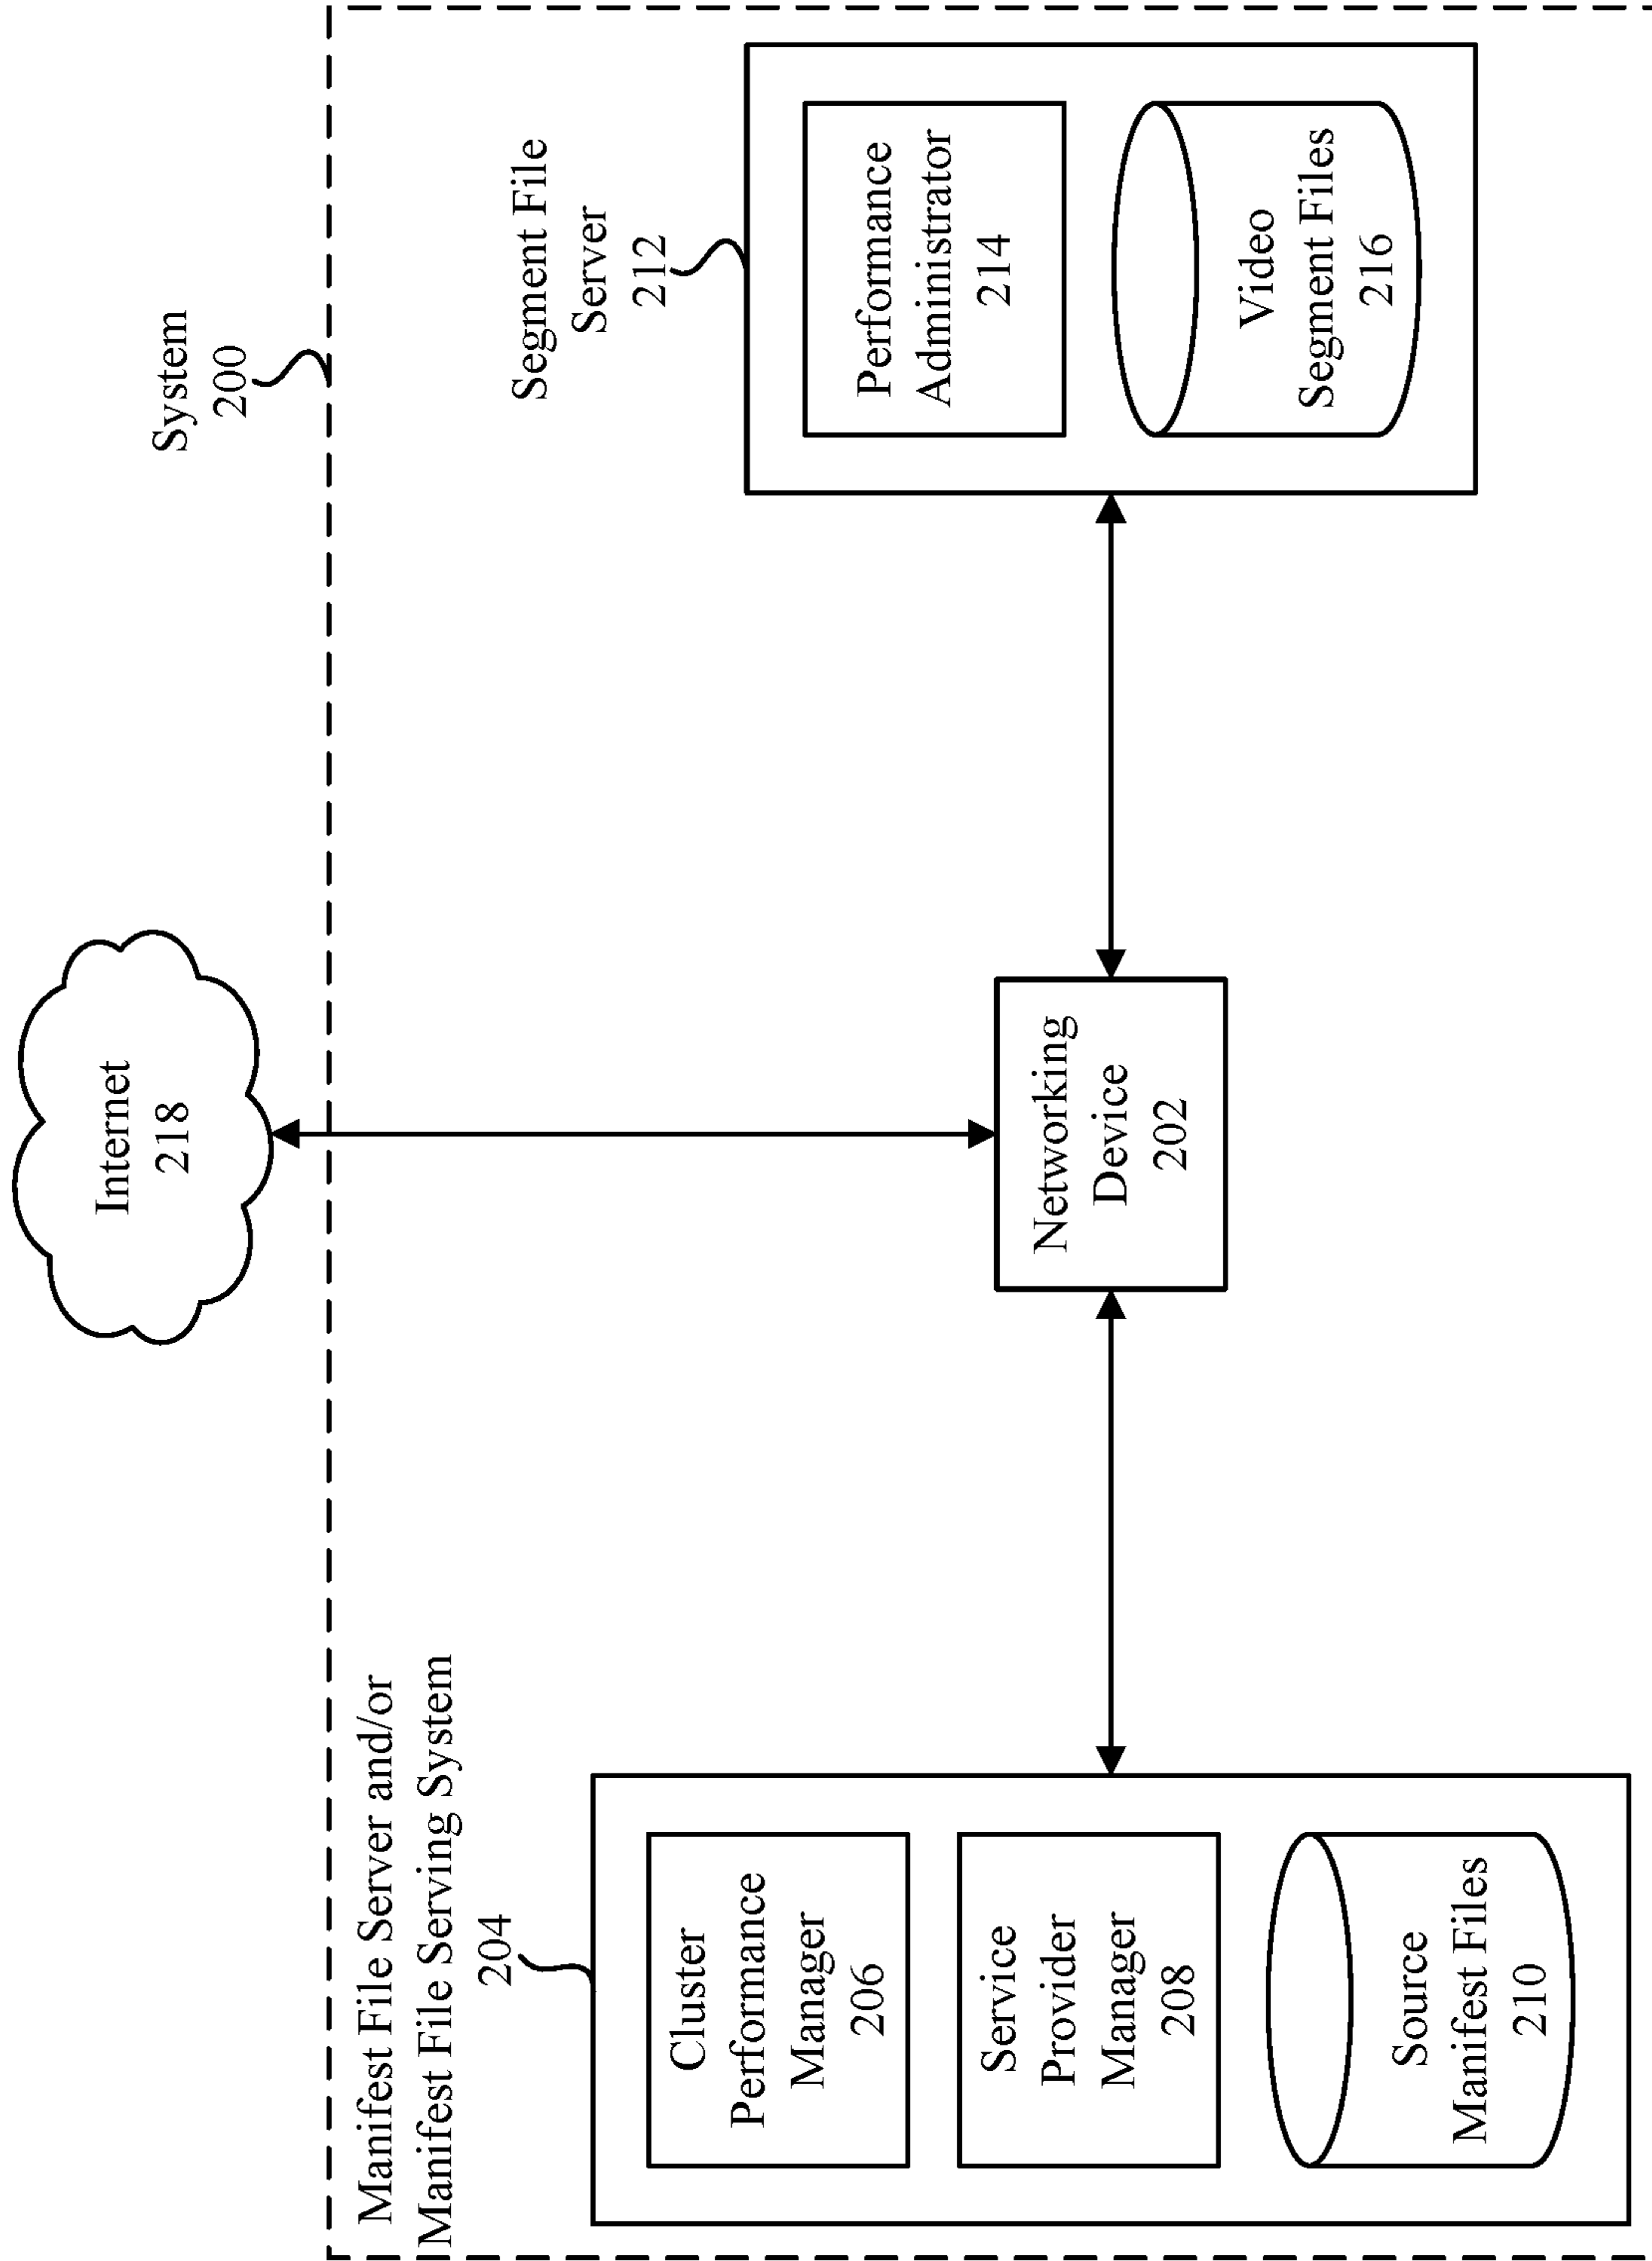 Internet
218
System
200
Manifest File Server and/or
Manifest File Serving System
204
Cluster
Performance
Manager
206
Service
Provider
Manager
208
Source
Manifest Files
210
Networking
Device
202
Segment File
Server
212
Performance
Administrator
214
Video
Segment Files
216